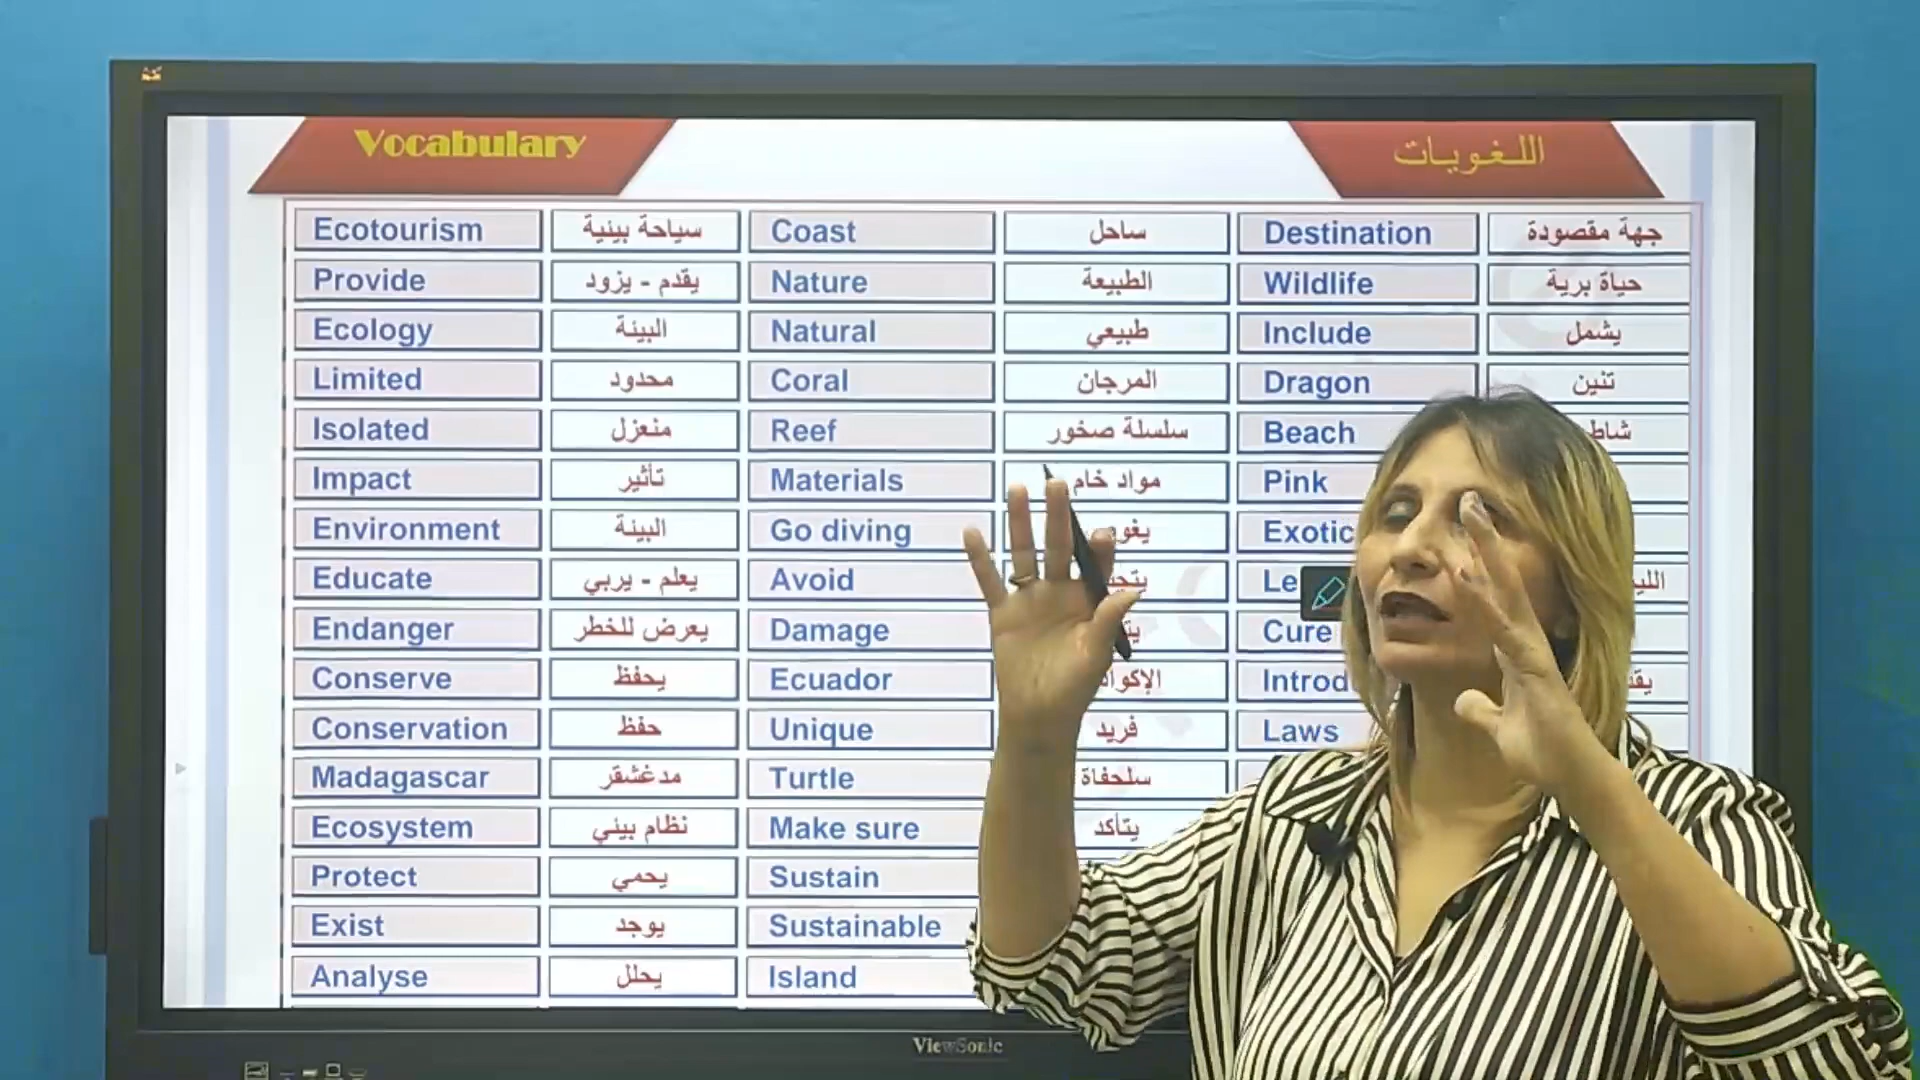 Vocabulary اللغويات
Ecotourism سياحة بيئية Coast ساحل Destination جهة مقصودة
Provide يقدم - يزود Nature الطبيعة Wildlife حياة برية
Ecology البيئة Natural طبيعي Include يشمل
Limited محدود Coral المرجان Dragon تنين
Isolated منعزل Reef سلسلة صخور Beach
Impact تأثير Materials مواد خام Pink
Environment البيئة Go diving Exotic
Educate يعلم - يربي Avoid
Endanger يعرض للخطر Damage Cure
Conserve يحفظ Ecuador
Conservation حفظ Unique فريد Laws
Madagascar مدغشقر Turtle سلحفاة
Ecosystem نظام بيئي Make sure يتأكد
Protect يحمي Sustain
Exist يوجد Sustainable
Analyse يحلل Island
ViewSonic